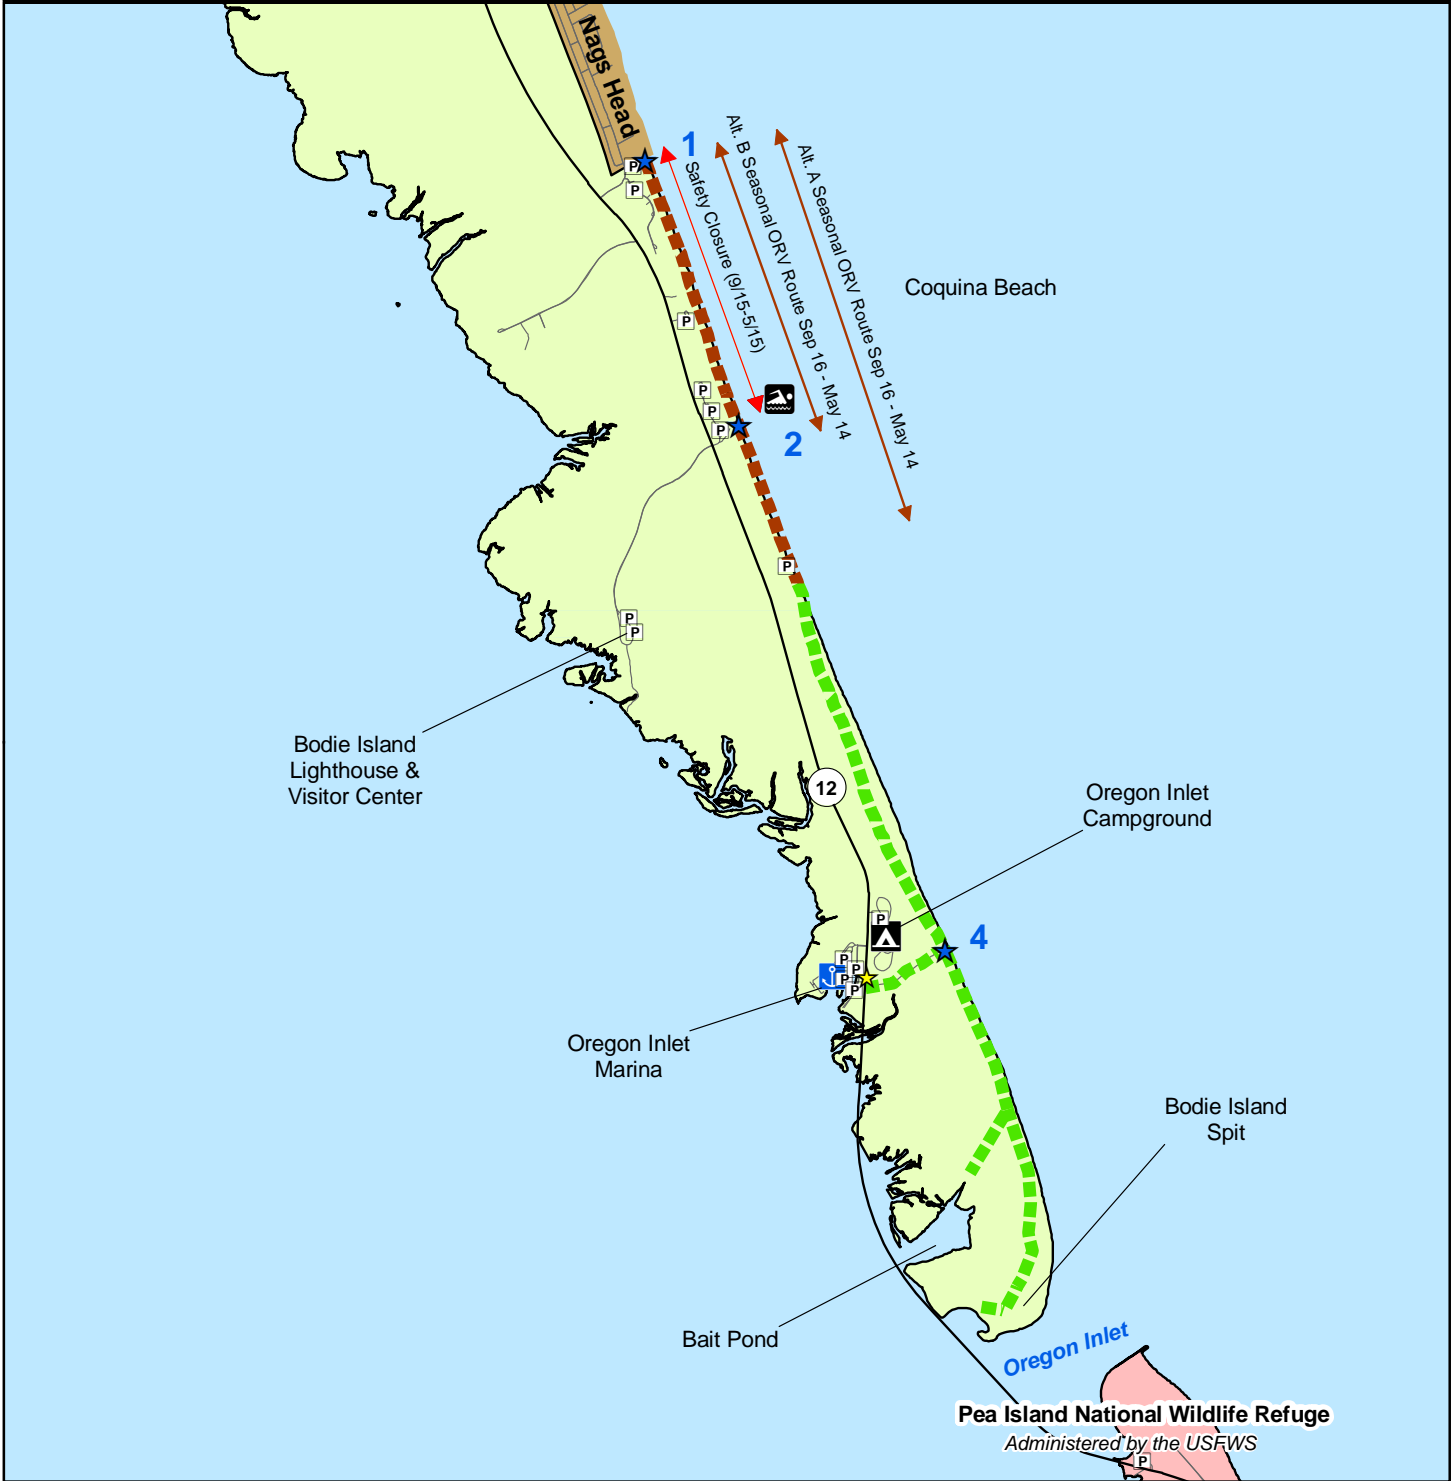 Nags Head
1
Safety Closure (9/15-5/15)
Alt. B Seasonal ORV Route Sep 16 - May 14
Alt. A Seasonal ORV Route Sep 16 - May 14
P
P
Coquina Beach
P
P
P
P
2
P
P
P
Bodie Island
Lighthouse &
Visitor Center
12
Oregon Inlet
Campground
P
4
P
P
P
P
Oregon Inlet
Marina
Bodie Island
Spit
Bait Pond
Oregon Inlet
Pea Island National Wildlife Refuge
Administered by the USFWS
P